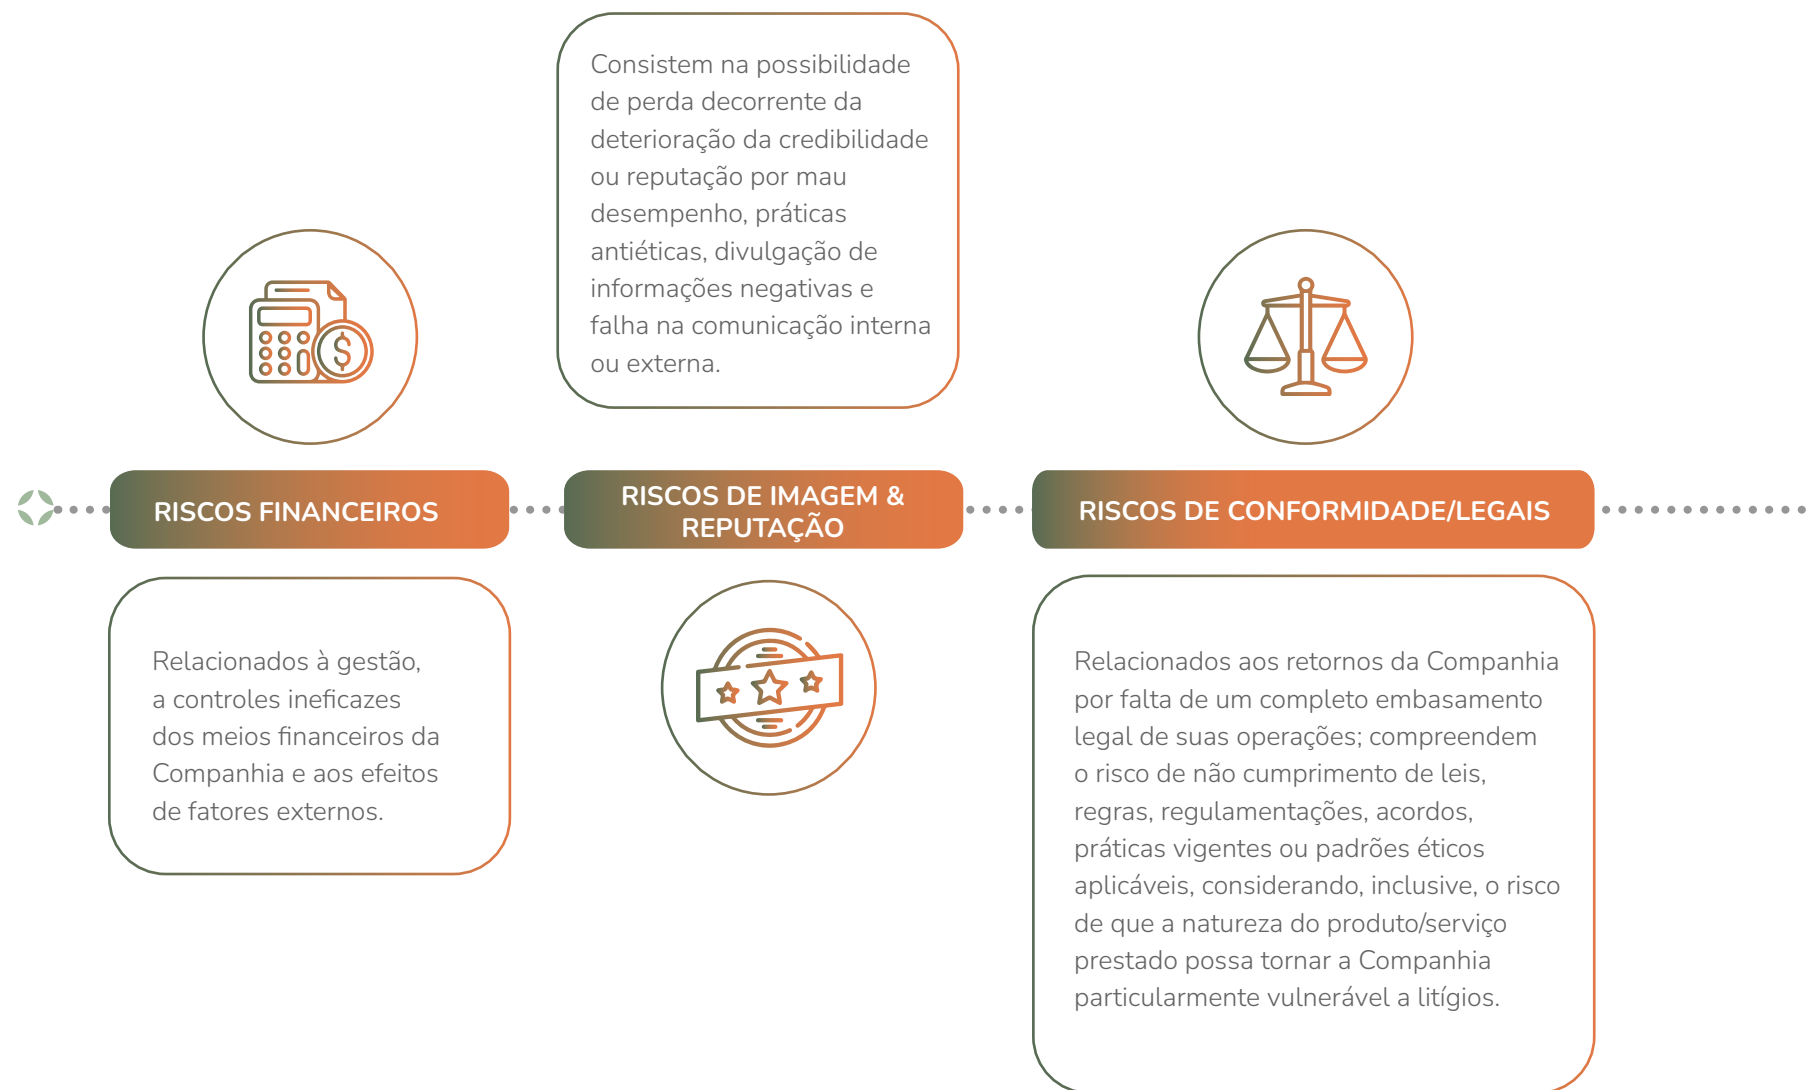 RISCOS FINANCEIROS
Relacionados à gestão,
a controles ineficazes
dos meios financeiros da
Companhia e aos efeitos
de fatores externos.
Consistem na possibilidade
de perda decorrente da
deterioração da credibilidade
ou reputação por mau
desempenho, práticas
antiéticas, divulgação de
informações negativas e
falha na comunicação interna
ou externa.
RISCOS DE IMAGEM &
REPUTAÇÃO
RISCOS DE CONFORMIDADE/LEGAIS
Relacionados aos retornos da Companhia
por falta de um completo embasamento
legal de suas operações; compreendem
o risco de não cumprimento de leis,
regras, regulamentações, acordos,
práticas vigentes ou padrões éticos
aplicáveis, considerando, inclusive, o risco
de que a natureza do produto/serviço
prestado possa tornar a Companhia
particularmente vulnerável a litígios.